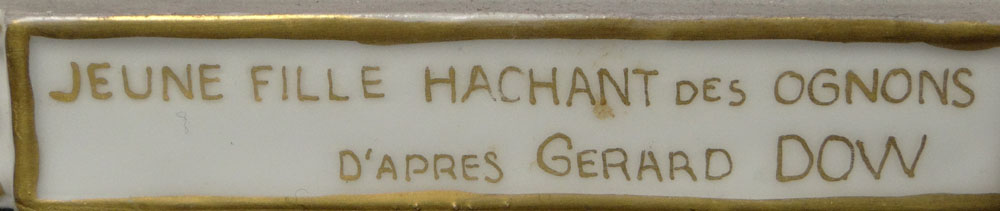 JEUNE FILLE HACHANT DES OGNONS
D'APRES GERARD DOW